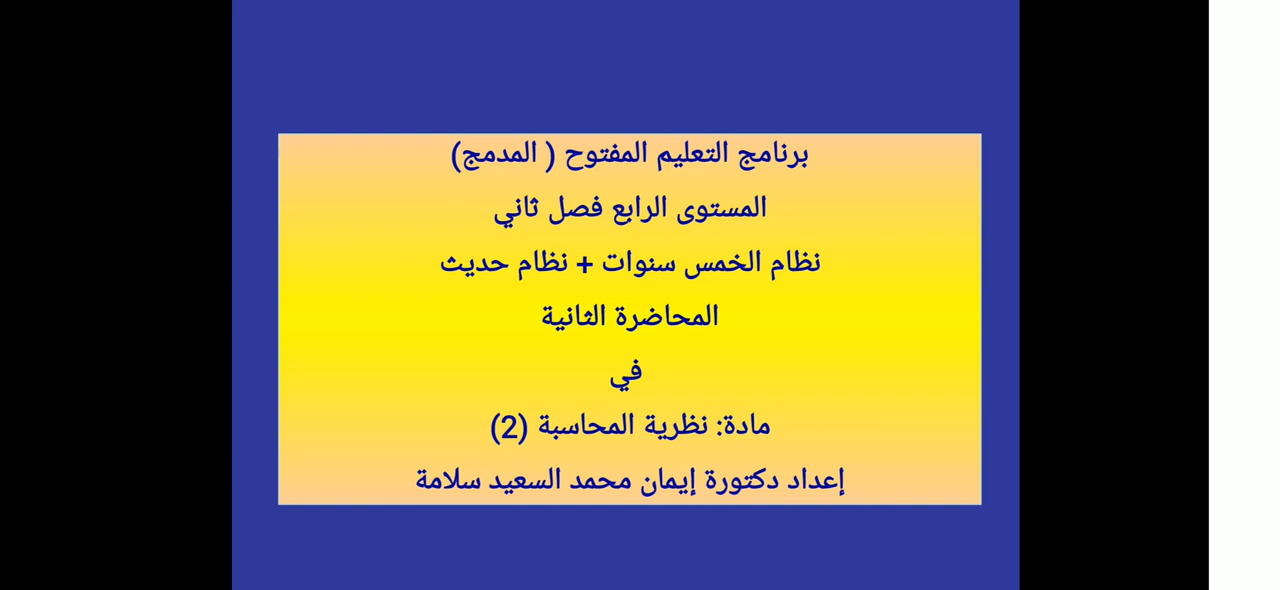 برنامج التعليم المفتوح ( المدمج)
المستوى الرابع فصل ثاني
نظام الخمس سنوات + نظام حديث
المحاضرة الثانية
في
مادة: نظرية المحاسبة (2)
إعداد دكتورة إيمان محمد السعيد سلامة